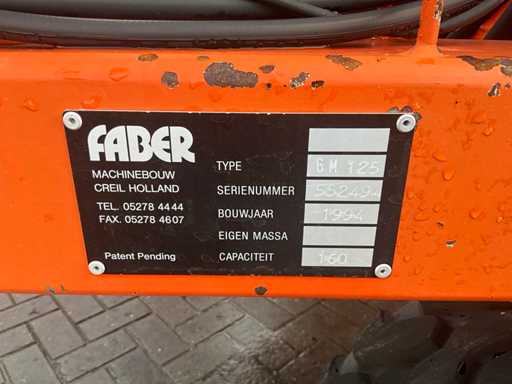 FABER
MACHINEBOUW
CREIL HOLLAND
TEL. 05278 4444
FAX. 05278 4607
Patent Pending
TYPE GM 125
SERIENUMMER 552494
BOUWJAAR 1994
EIGEN MASSA
CAPACITEIT 160